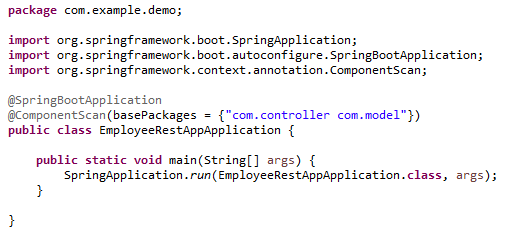 package com.example.demo;
import org.springframework.boot.SpringApplication;
import org.springframework.boot.autoconfigure.SpringBootApplication;
import org.springframework.context.annotation.ComponentScan;
@SpringBootApplication
@ComponentScan(basePackages = {"com.controller com.model"})
public class EmployeeRestAppApplication {
public static void main(String[] args) {
SpringApplication.run(EmployeeRestAppApplication.class, args);
}
}